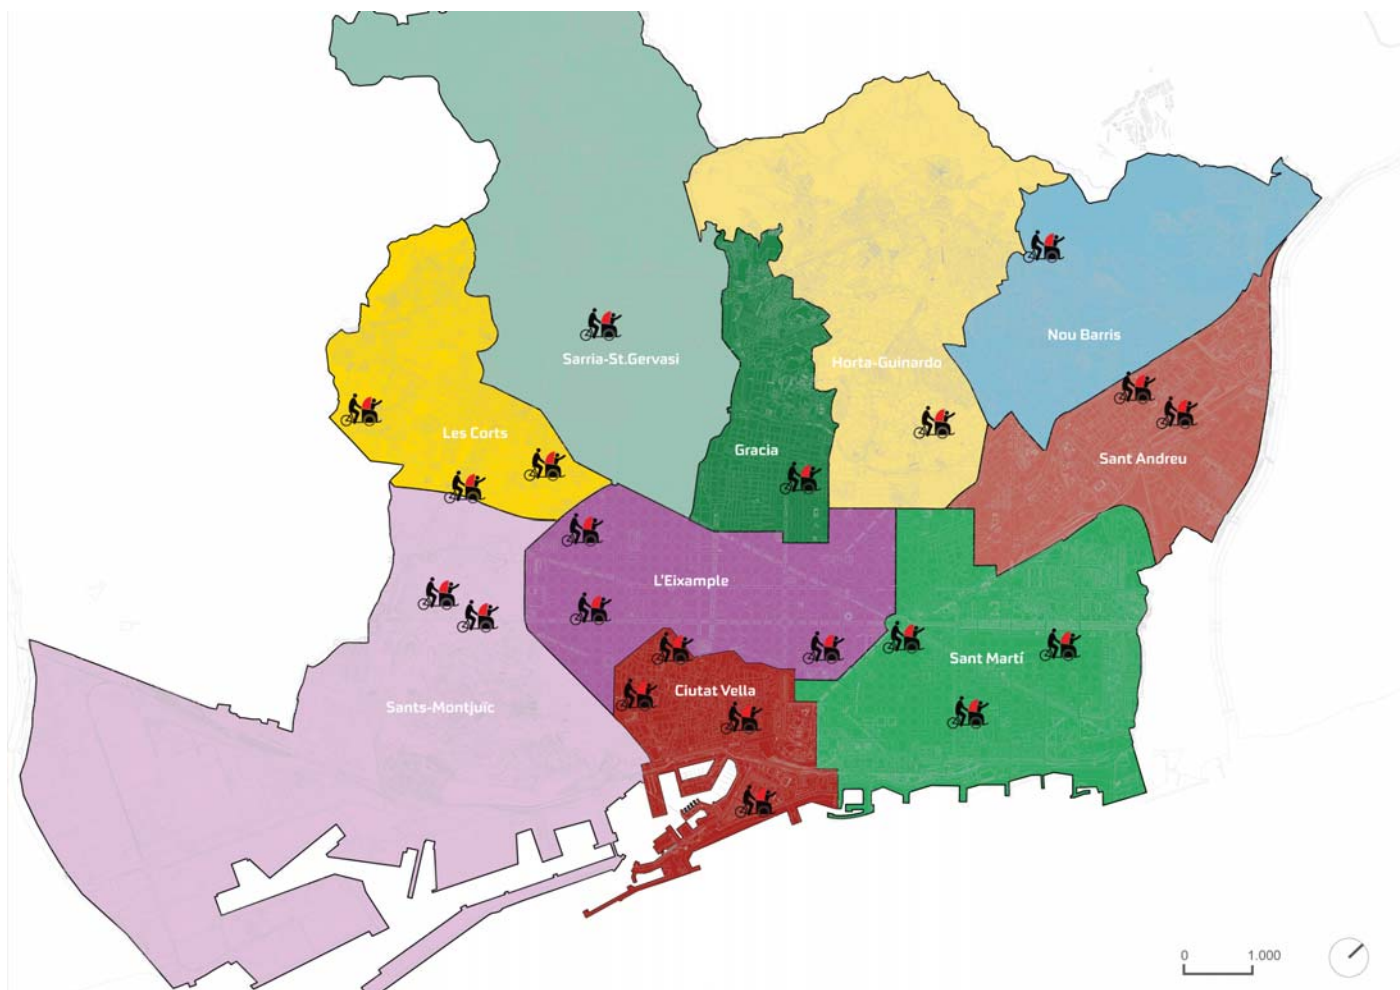 Nou Barris
Sarria-St.Gervasi
Horta-Guinardo
Les Corts
Gracia
Sant Andreu
L'Eixample
Sant Martí
Ciutat Vella
Sants-Montjuïc
0 1.000